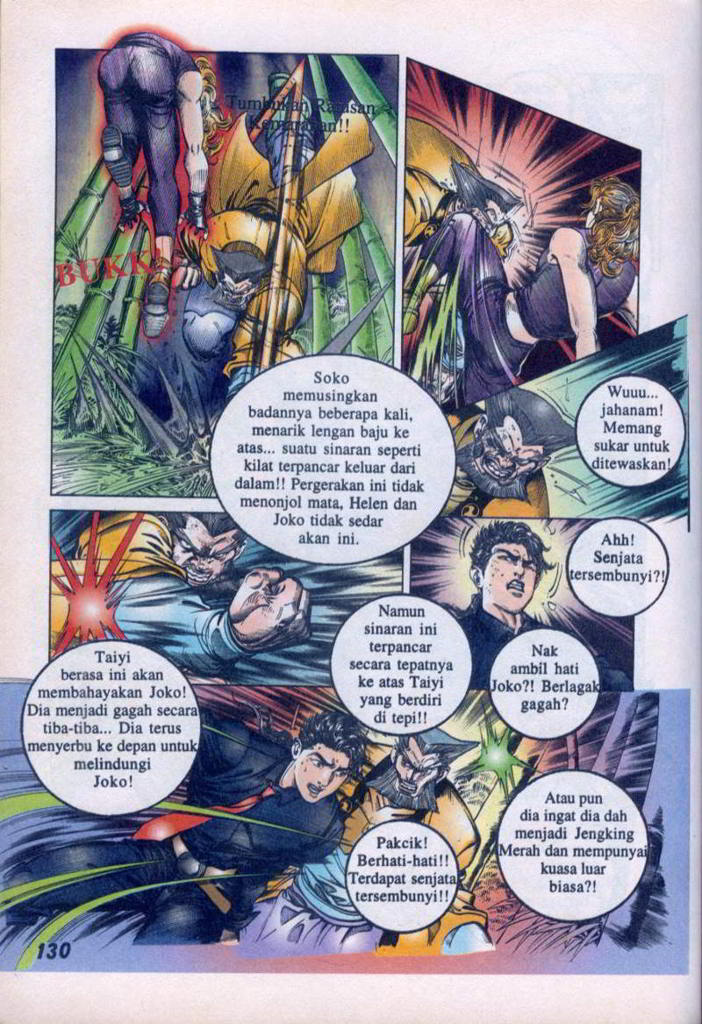 Tumbukan Ratusan
Kemarahan!!
BUKK
Soko
memusingkan
badannya beberapa kali,
menarik lengan baju ke
atas... suatu sinaran seperti
kilat terpancar keluar dari
dalam!! Pergerakan ini tidak
menonjol mata, Helen dan
Joko tidak sedar
akan ini.
Wuuu...
jahanam!
Memang
sukar untuk
ditewaskan!
Ahh!
Senjata
tersembunyi?!
Namun
sinaran ini
terpancar
secara tepatnya
ke atas Taiyi
yang berdiri
di tepi!!
Nak
ambil hati
Joko?! Berlagak
gagah?
Taiyi
berasa ini akan
membahayakan Joko!
Dia menjadi gagah secara
tiba-tiba... Dia terus
menyerbu ke depan untuk
melindungi
Joko!
Pakcik!
Berhati-hati!!
Terdapat senjata
tersembunyi!!
Atau pun
dia ingat dia dah
menjadi Jengking
Merah dan mempunyai
kuasa luar
biasa?!
130